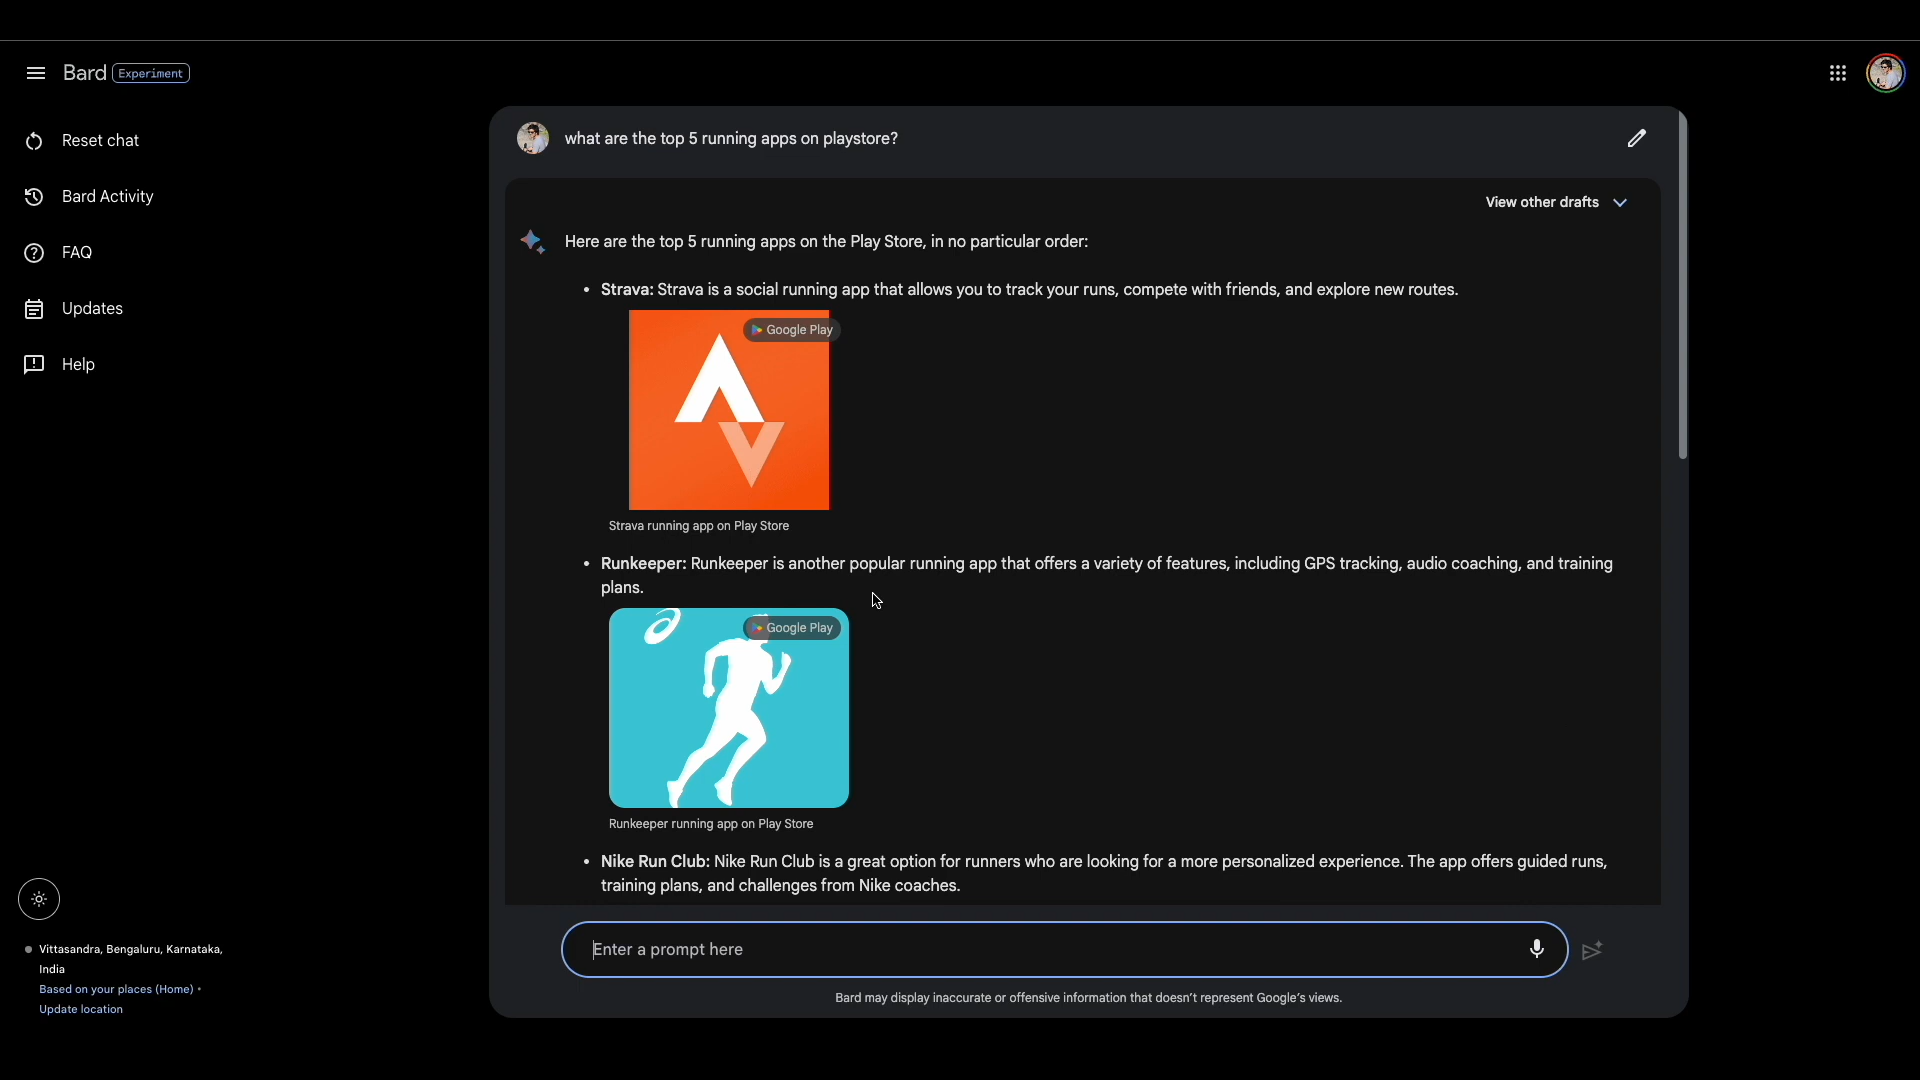 Bard Experiment
Reset chat
Bard Activity
FAQ
Updates
Help
what are the top 5 running apps on playstore?
View other drafts
Here are the top 5 running apps on the Play Store, in no particular order:
• Strava: Strava is a social running app that allows you to track your runs, compete with friends, and explore new routes.
Google Play
Strava running app on Play Store
• Runkeeper: Runkeeper is another popular running app that offers a variety of features, including GPS tracking, audio coaching, and training
plans.
Google Play
Runkeeper running app on Play Store
• Nike Run Club: Nike Run Club is a great option for runners who are looking for a more personalized experience. The app offers guided runs,
training plans, and challenges from Nike coaches.
Enter a prompt here
Bard may display inaccurate or offensive information that doesn't represent Google's views.
Vittasandra, Bengaluru, Karnataka,
India
Based on your places (Home) •
Update location